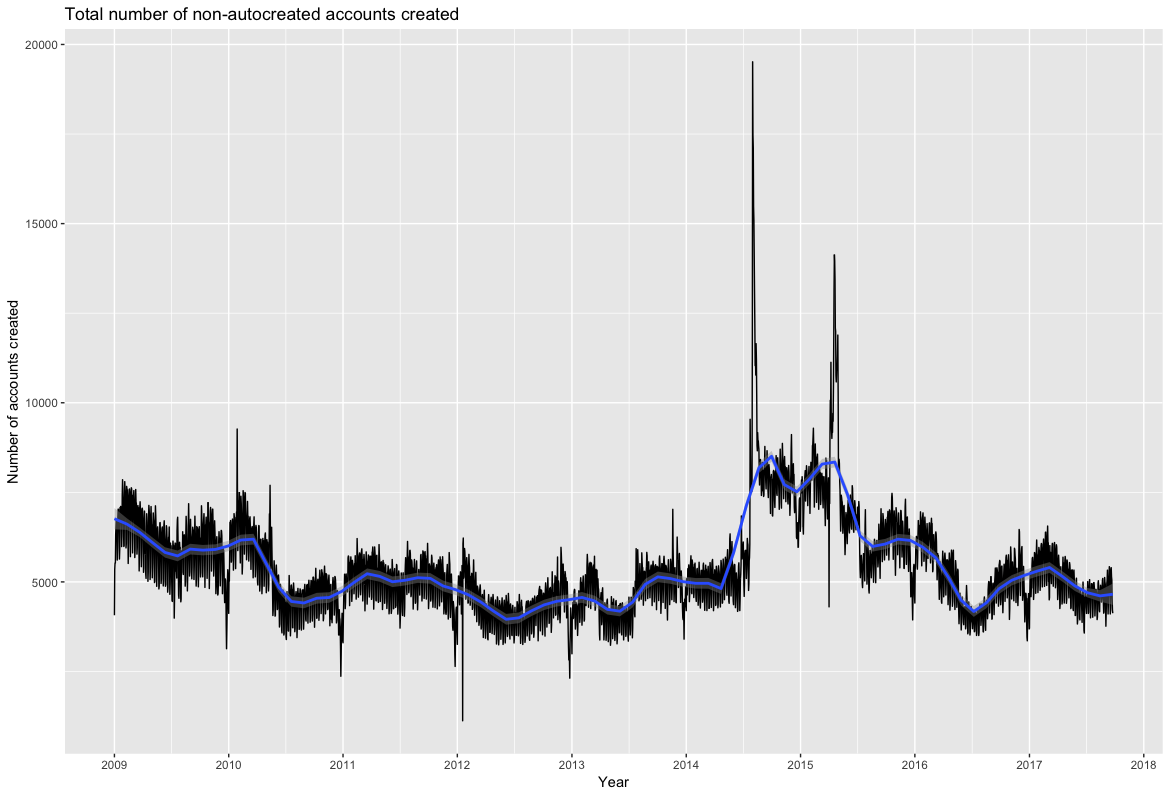 Total number of non-autocreated accounts created
20000
15000
10000
5000
Number of accounts created
2009 2010 2011 2012 2013 2014 2015 2016 2017 2018
Year